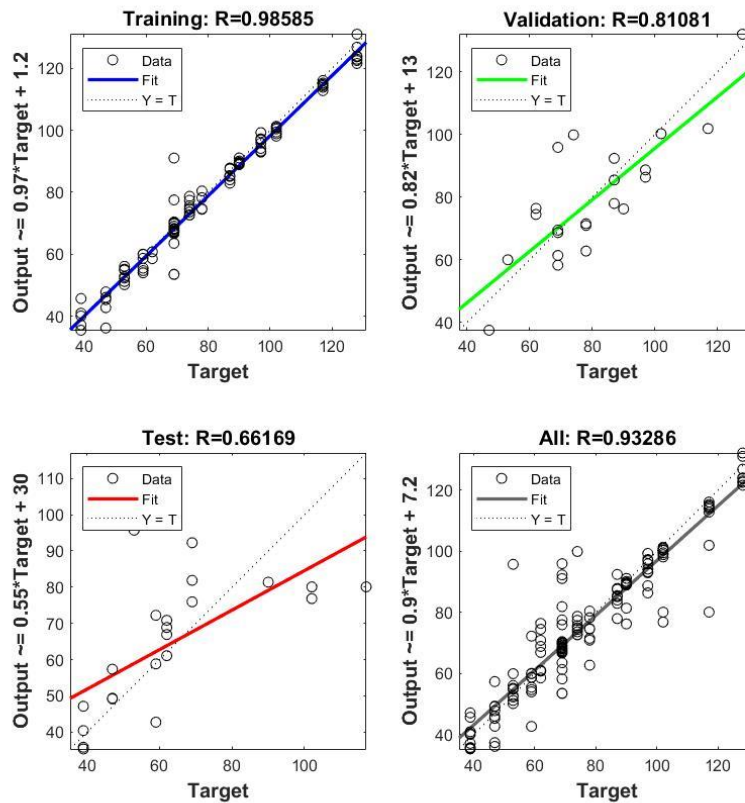 Training: R=0.98585
Output ~= 0.97*Target + 1.2
Data
Fit
Y = T
120
100
80
60
40
40
60
80
100
120
Target
Validation: R=0.81081
Output ~= 0.82*Target + 13
Data
Fit
Y = T
120
100
80
60
40
40
60
80
100
120
Target
Test: R=0.66169
Output ~= 0.55*Target + 30
Data
Fit
Y = T
110
100
90
80
70
60
50
40
40
60
80
100
Target
All: R=0.93286
Output ~= 0.9*Target + 7.2
Data
Fit
Y = T
120
100
80
60
40
40
60
80
100
120
Target